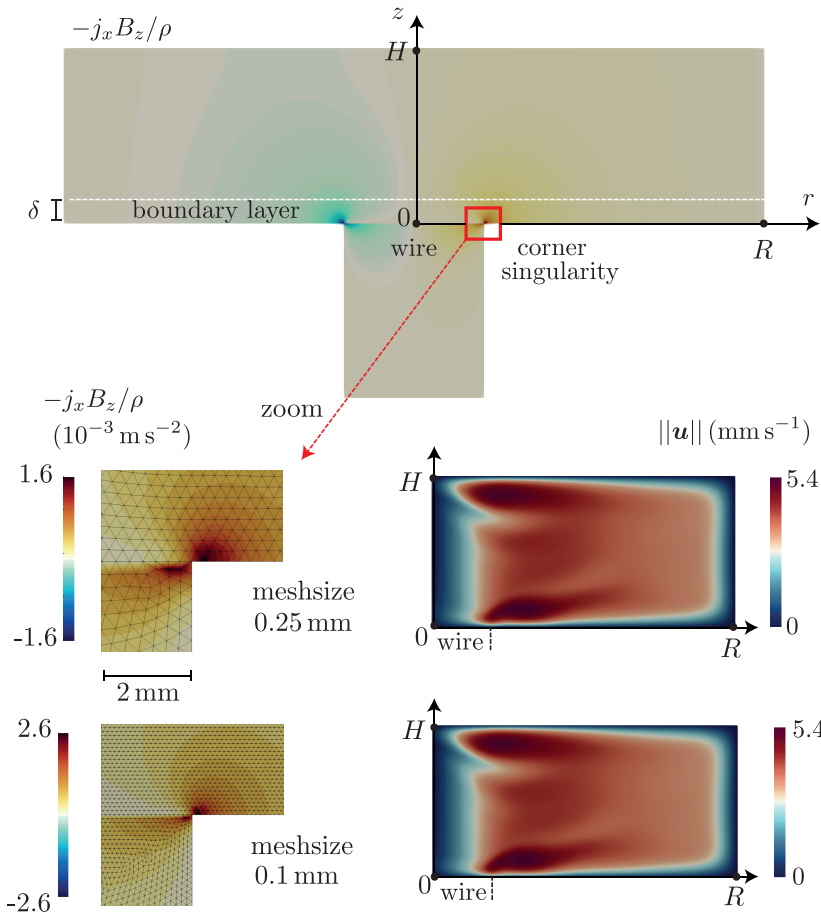 −j_x B_z/ρ
z
H
δ
boundary layer
0
r
wire
corner
singularity
R
zoom
−j_x B_z/ρ
(10⁻³ m s⁻²)
1.6
-1.6
meshsize
0.25 mm
2 mm
||u|| (mm s⁻¹)
H
5.4
0
0
wire
R
2.6
-2.6
meshsize
0.1 mm
H
5.4
0
0
wire
R